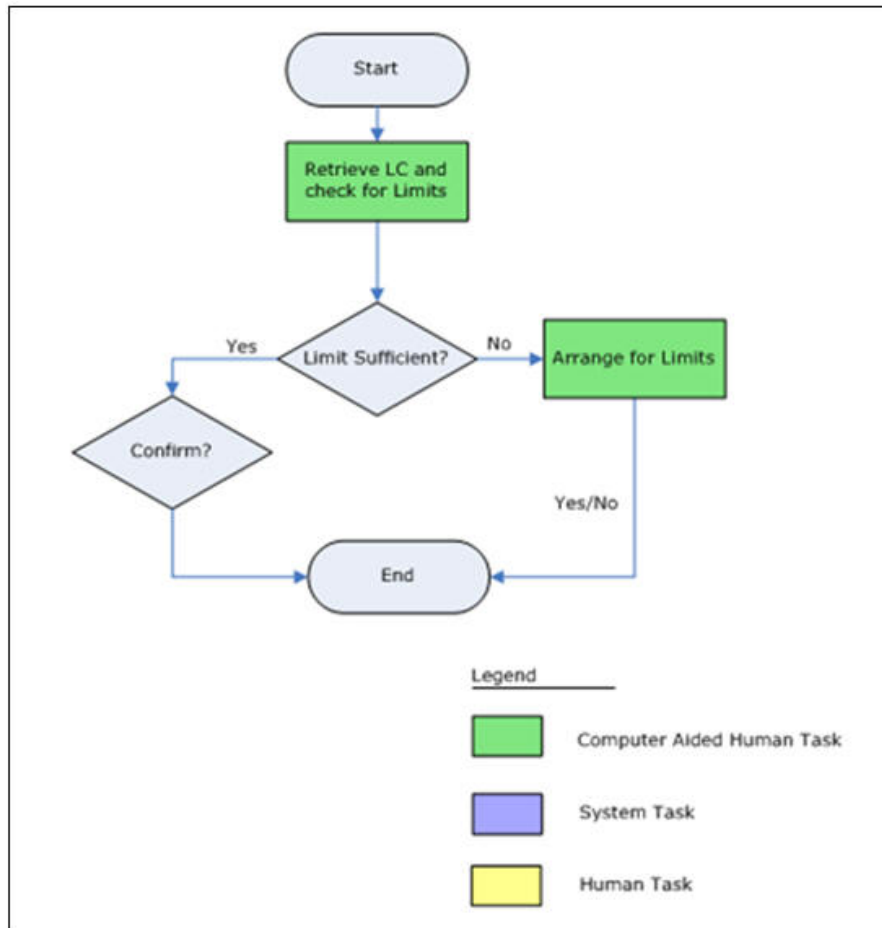 Start
Retrieve LC and
check for Limits
Limit Sufficient?
Yes
No
Arrange for Limits
Confirm?
Yes/No
End
Legend
Computer Aided Human Task
System Task
Human Task